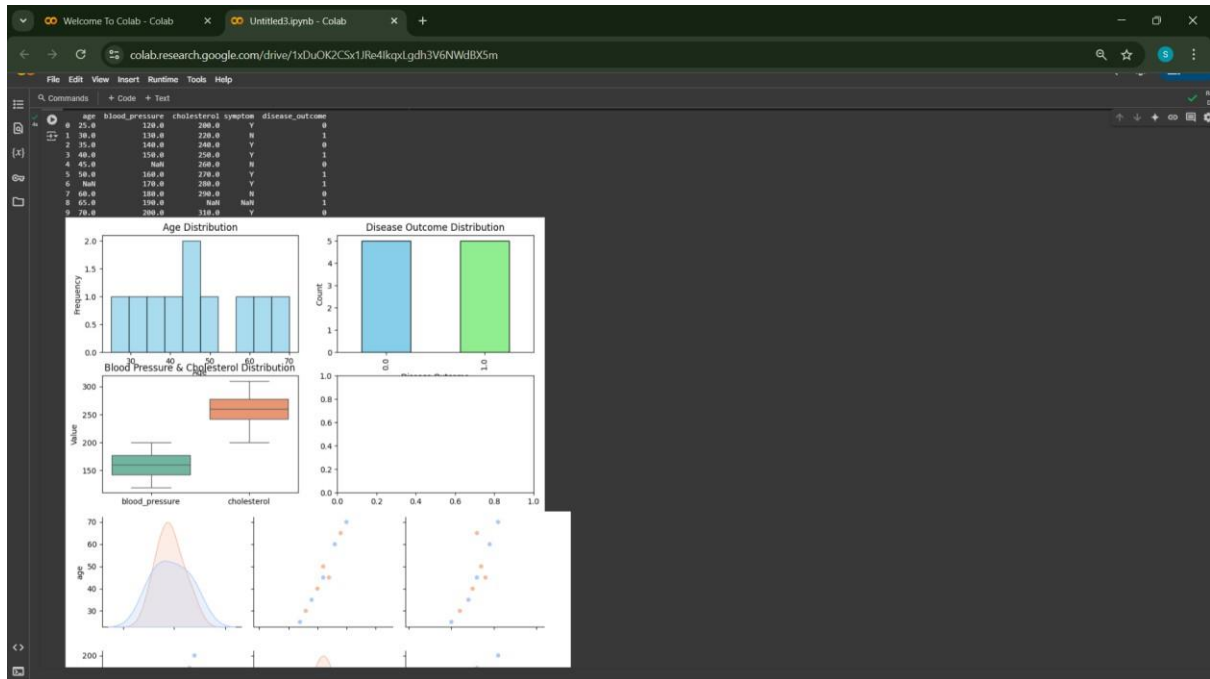 Welcome To Colab - Colab
Untitled3.ipynb - Colab
colab.research.google.com/drive/1xDuOK2CSx1JRe4IkqxLgdh3V6NWdBX5m
S
File Edit View Insert Runtime Tools Help
Commands + Code + Text
age blood_pressure cholesterol symptom disease_outcome
0 25.0 120.0 200.0 Y 0
1 30.0 130.0 220.0 N 1
2 35.0 140.0 240.0 Y 0
3 40.0 150.0 250.0 Y 1
4 45.0 NaN 260.0 N 0
5 50.0 160.0 270.0 Y 1
6 NaN 170.0 280.0 Y 1
7 60.0 180.0 290.0 N 0
8 65.0 190.0 NaN NaN 1
9 70.0 200.0 310.0 Y 0
Age Distribution
Frequency
2.0
1.5
1.0
0.5
0.0
30 40 50 60 70
Age
Disease Outcome Distribution
Count
5
4
3
2
1
0
0.0 1.0
Disease Outcome
Blood Pressure & Cholesterol Distribution
Value
300
250
200
150
blood_pressure cholesterol
1.0
0.8
0.6
0.4
0.2
0.0
0.0 0.2 0.4 0.6 0.8 1.0
age
70
60
50
40
30
200